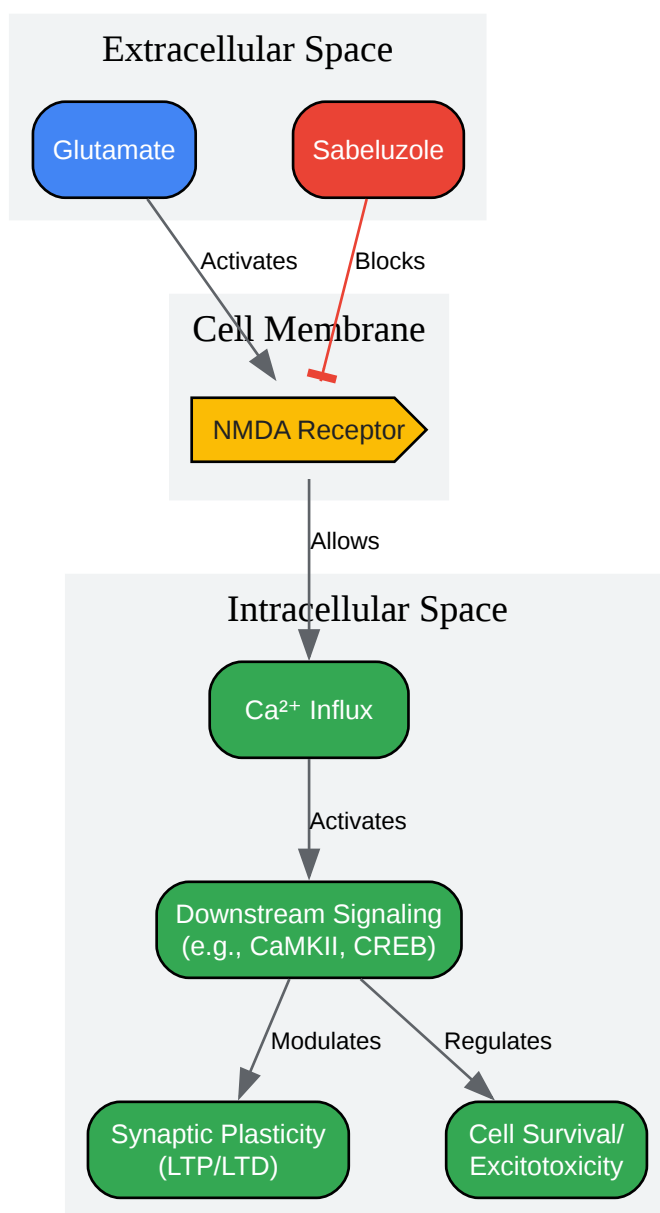 Extracellular Space
Glutamate
Sabeluzole
Activates
Blocks
Cell Membrane
NMDA Receptor
Allows
Intracellular Space
Ca²⁺ Influx
Activates
Downstream Signaling
(e.g., CaMKII, CREB)
Modulates
Regulates
Synaptic Plasticity
(LTP/LTD)
Cell Survival/
Excitotoxicity